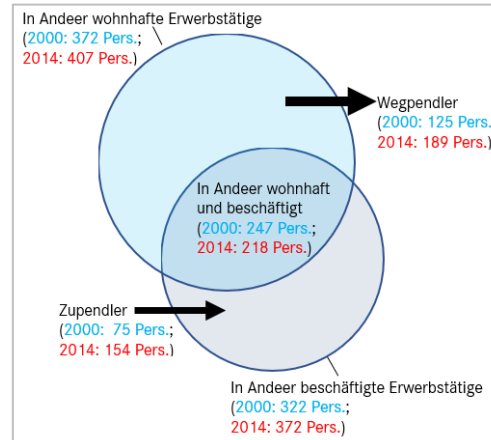 In Andeer wohnhafte Erwerbstätige
(2000: 372 Pers.;
2014: 407 Pers.)
Wegpendler
(2000: 125 Pers.
2014: 189 Pers.)
In Andeer wohnhaft
und beschäftigt
(2000: 247 Pers.;
2014: 218 Pers.)
Zupendler
(2000: 75 Pers.;
2014: 154 Pers.)
In Andeer beschäftigte Erwerbstätige
(2000: 322 Pers.;
2014: 372 Pers.)